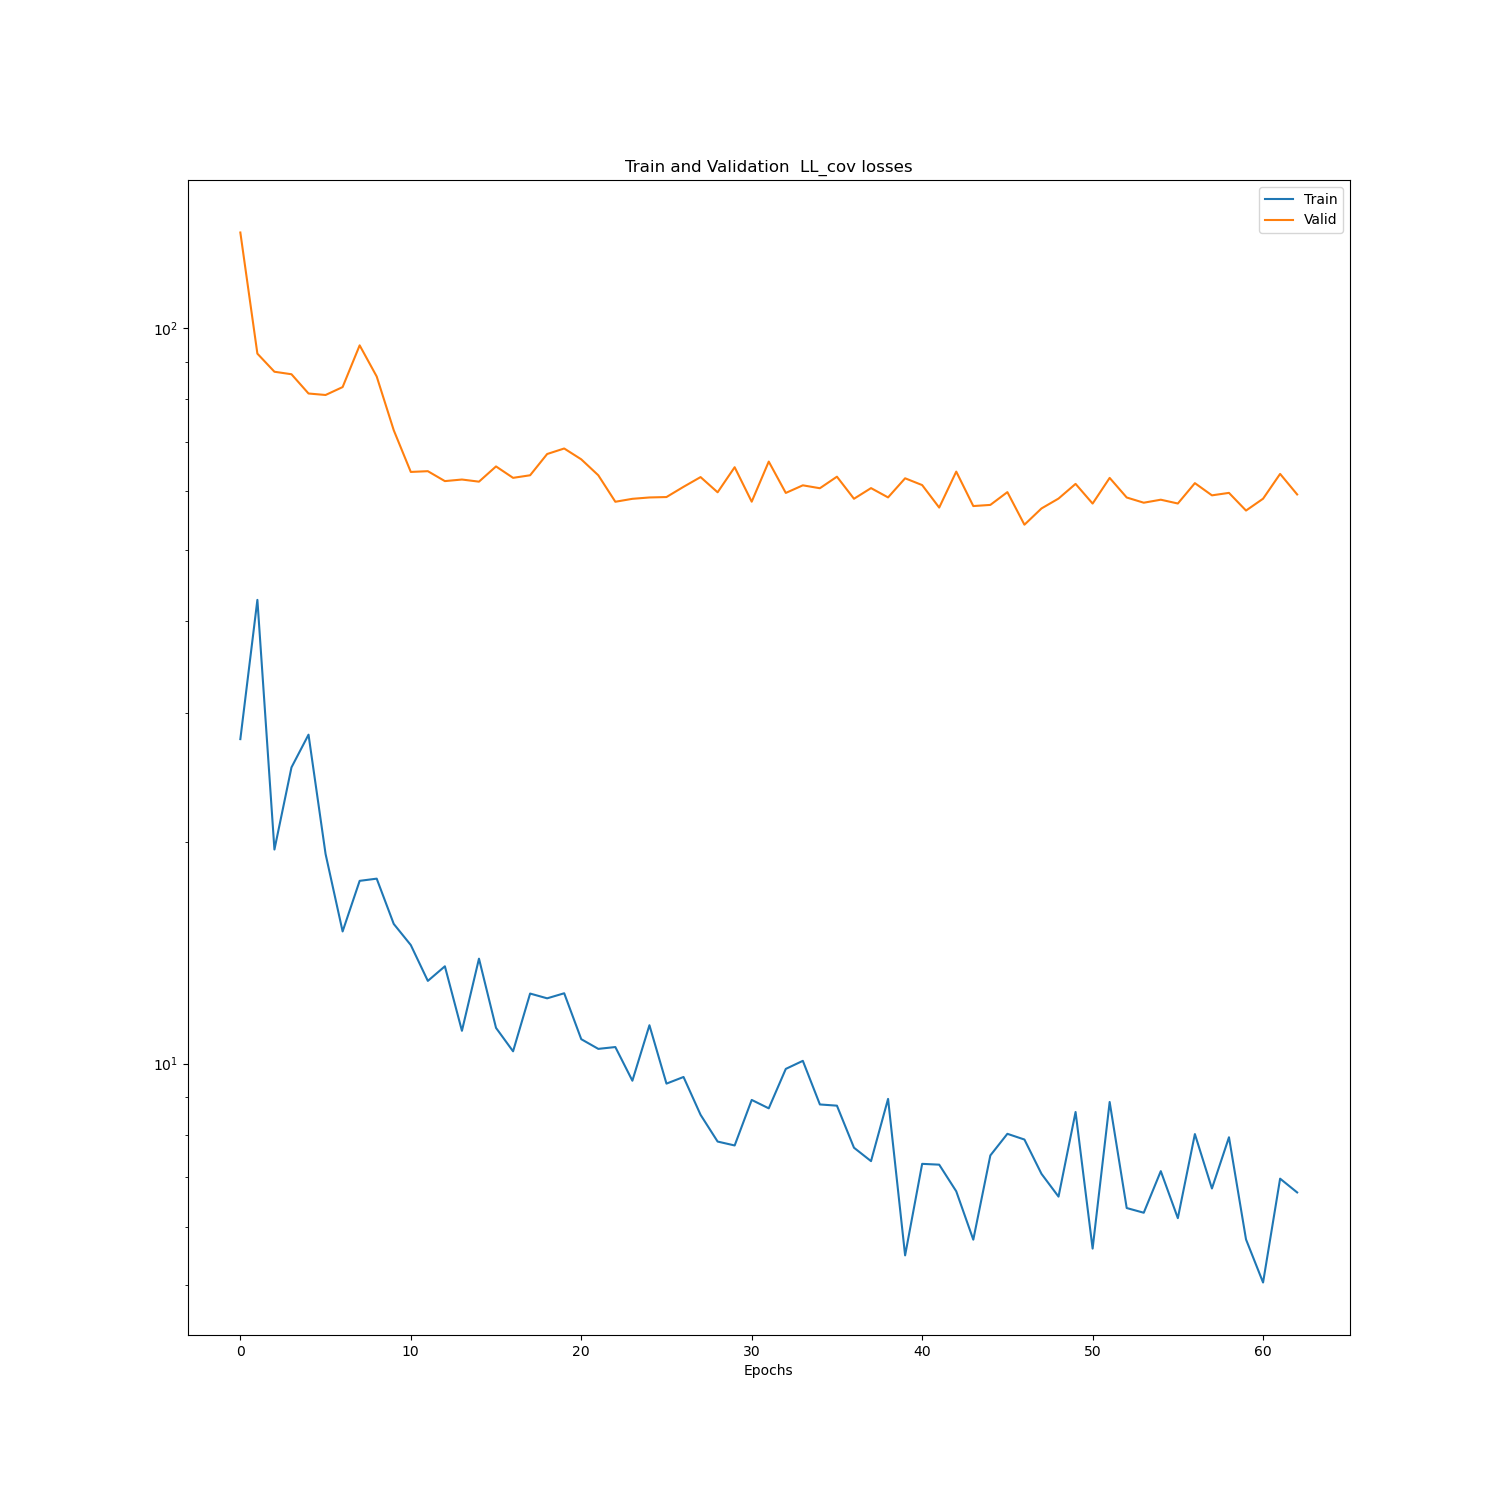 Train and Validation  LL_cov losses
Train
Valid
10²
10¹
0 10 20 30 40 50 60
Epochs